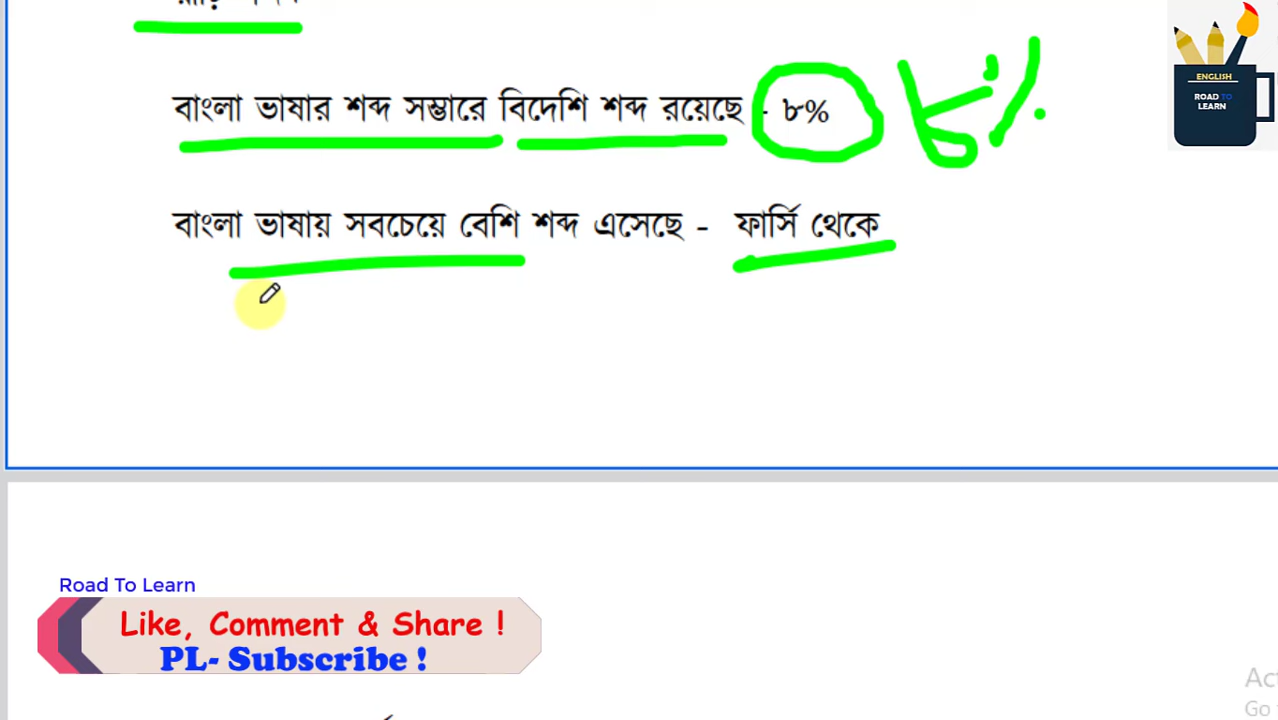 বাংলা ভাষার শব্দ সম্ভারে বিদেশি শব্দ রয়েছে - ৮%
৮%
ENGLISH
ROAD TO
LEARN
বাংলা ভাষায় সবচেয়ে বেশি শব্দ এসেছে - ফার্সি থেকে
Road To Learn
Like, Comment & Share !
PL- Subscribe !